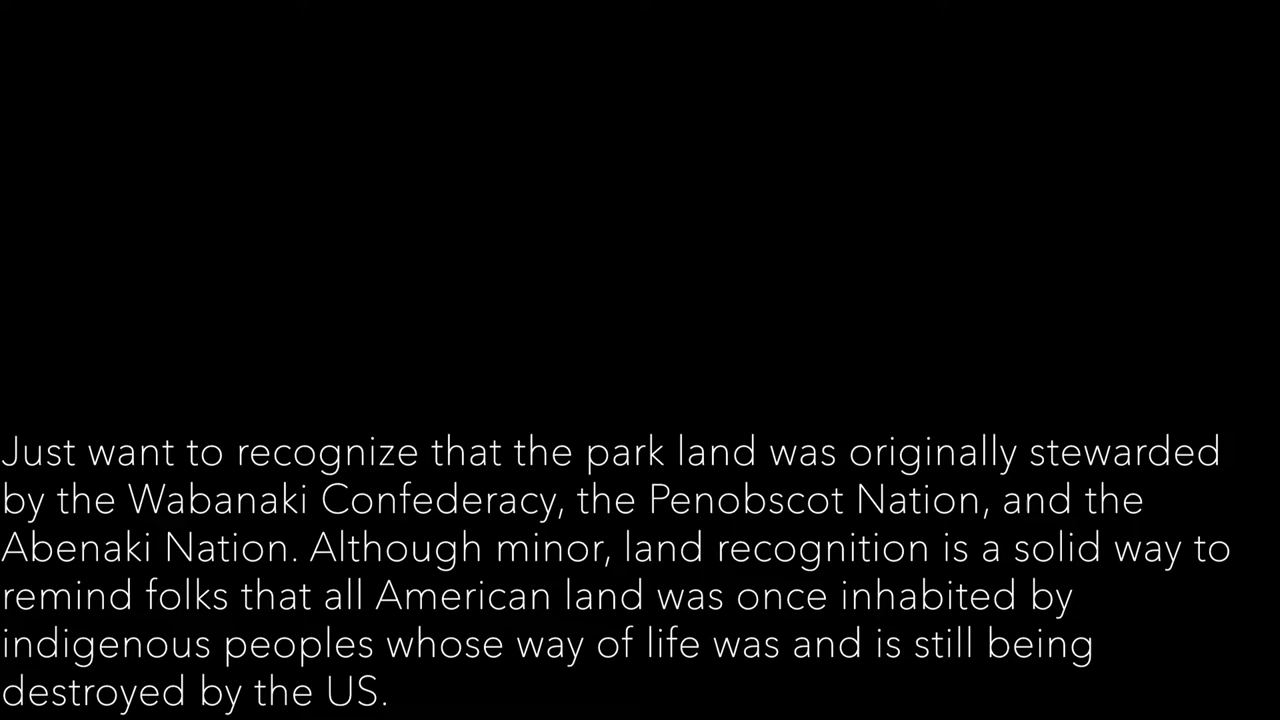 Just want to recognize that the park land was originally stewarded
by the Wabanaki Confederacy, the Penobscot Nation, and the
Abenaki Nation. Although minor, land recognition is a solid way to
remind folks that all American land was once inhabited by
indigenous peoples whose way of life was and is still being
destroyed by the US.